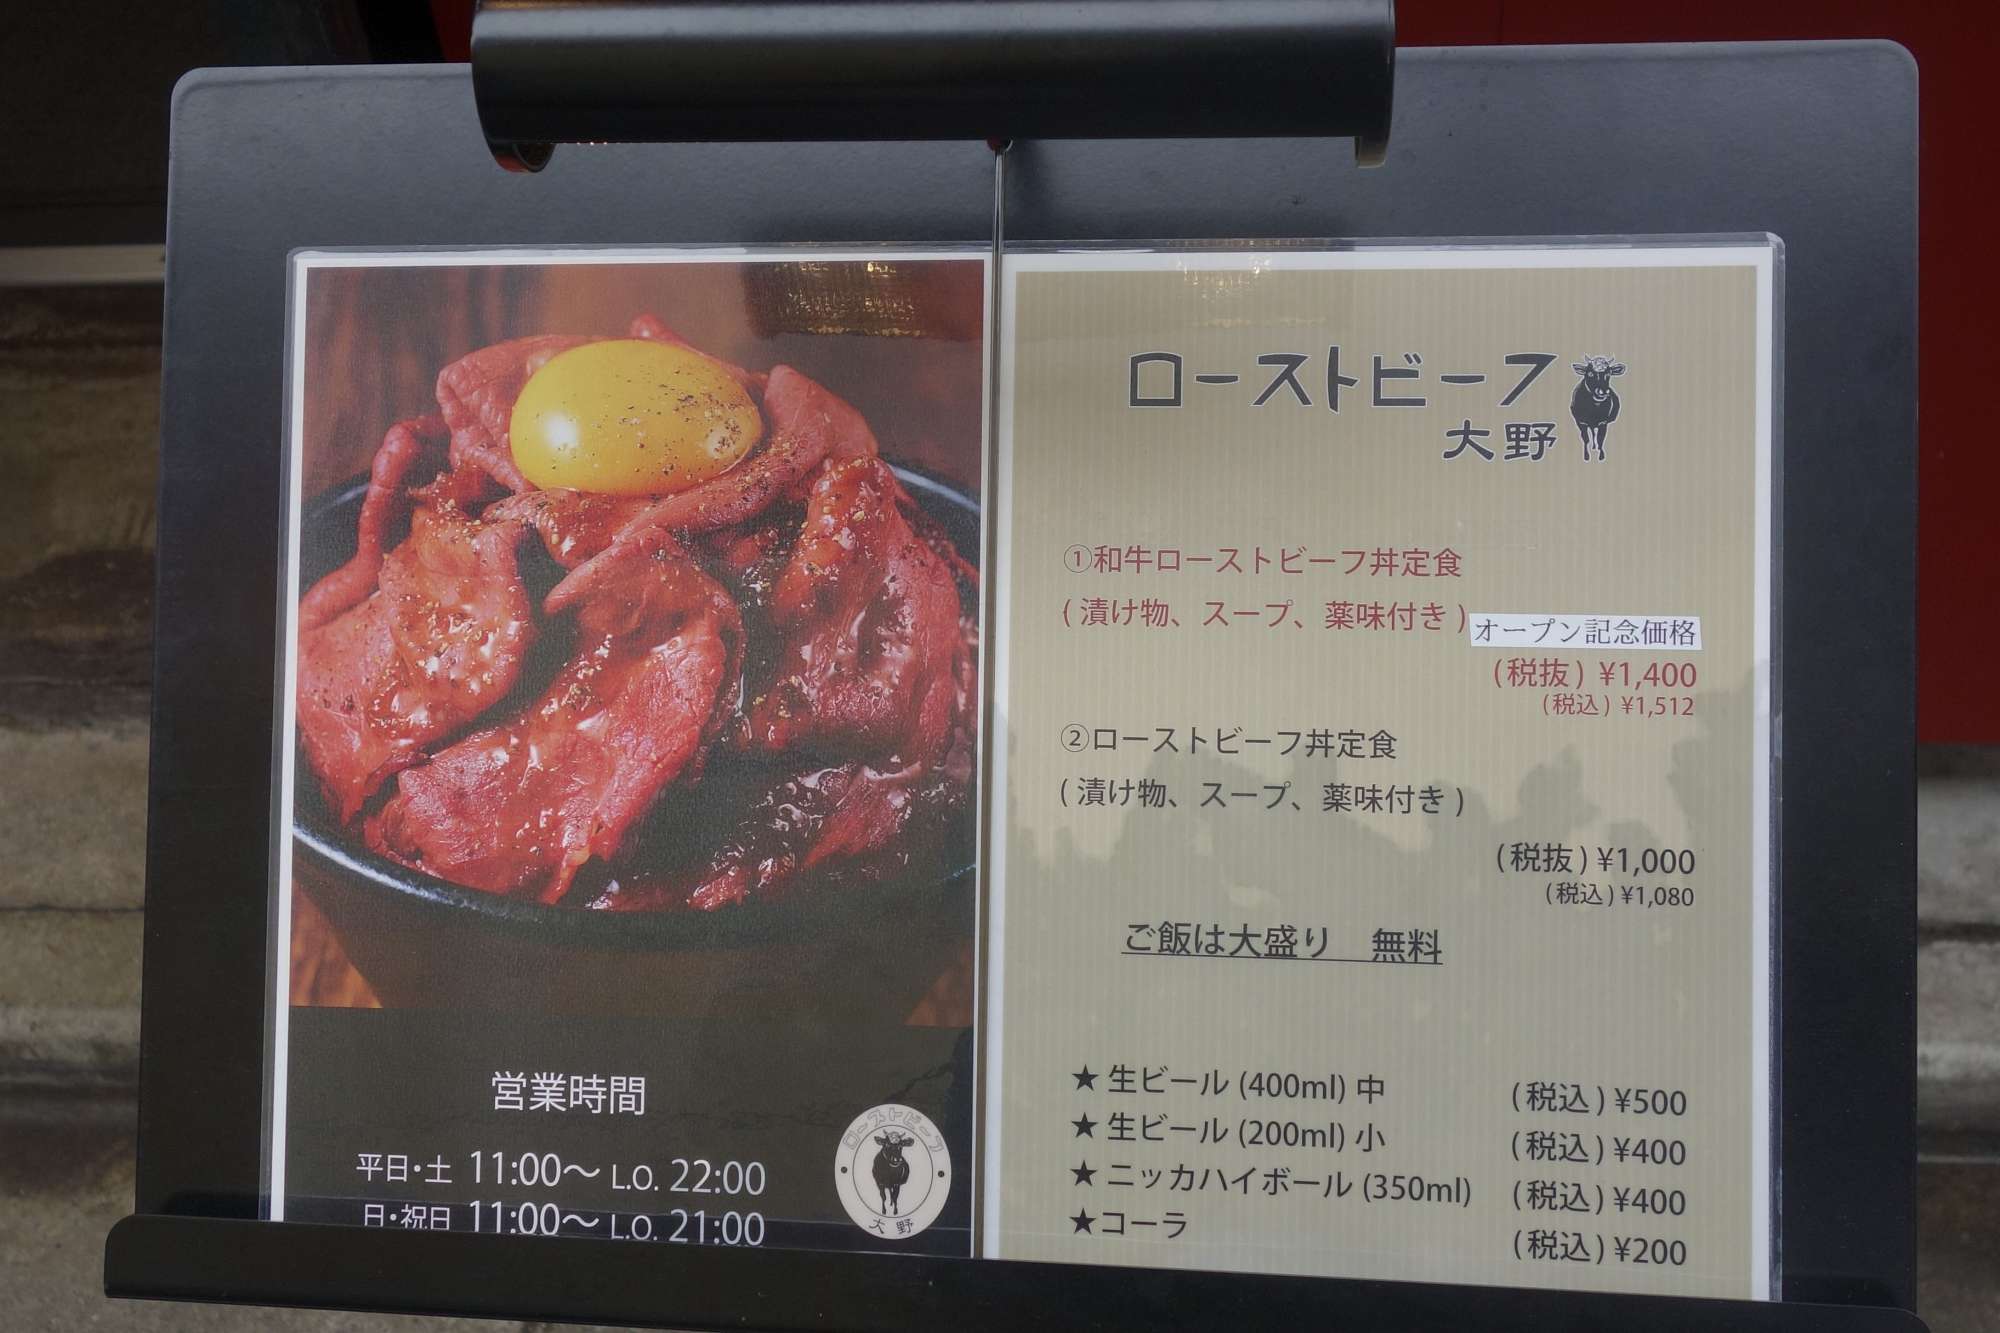 営業時間
平日・土 11:00〜 L.O. 22:00
日・祝日 11:00〜 L.O. 21:00
ローストビーフ
大野
ローストビーフ
大野
①和牛ローストビーフ丼定食
(漬け物、スープ、薬味付き)
オープン記念価格
(税抜) ¥1,400
(税込) ¥1,512
②ローストビーフ丼定食
(漬け物、スープ、薬味付き)
(税抜) ¥1,000
(税込) ¥1,080
ご飯は大盛り 無料
★ 生ビール (400ml) 中 (税込) ¥500
★ 生ビール (200ml) 小 (税込) ¥400
★ ニッカハイボール (350ml) (税込) ¥400
★コーラ (税込) ¥200